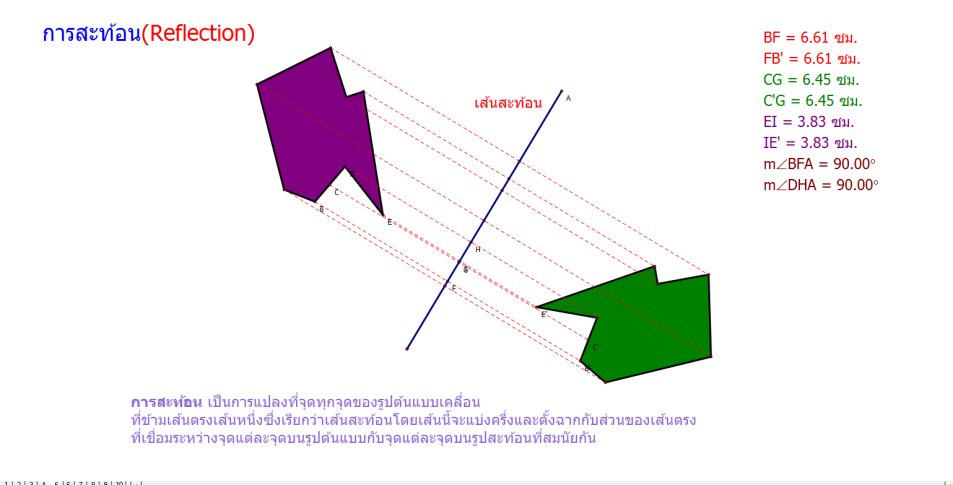 การสะท้อน(Reflection)
BF = 6.61 ซม.
FB' = 6.61 ซม.
CG = 6.45 ซม.
C'G = 6.45 ซม.
EI = 3.83 ซม.
IE' = 3.83 ซม.
m∠BFA = 90.00°
m∠DHA = 90.00°
เส้นสะท้อน
A
C
B
E
H
F
E'
C'
การสะท้อน เป็นการแปลงที่จุดทุกจุดของรูปต้นแบบเคลื่อน
ที่ข้ามเส้นตรงเส้นหนึ่งซึ่งเรียกว่าเส้นสะท้อนโดยเส้นนี้จะแบ่งครึ่งและตั้งฉากกับส่วนของเส้นตรง
ที่เชื่อมระหว่างจุดแต่ละจุดบนรูปต้นแบบกับจุดแต่ละจุดบนรูปสะท้อนที่สมนัยกัน